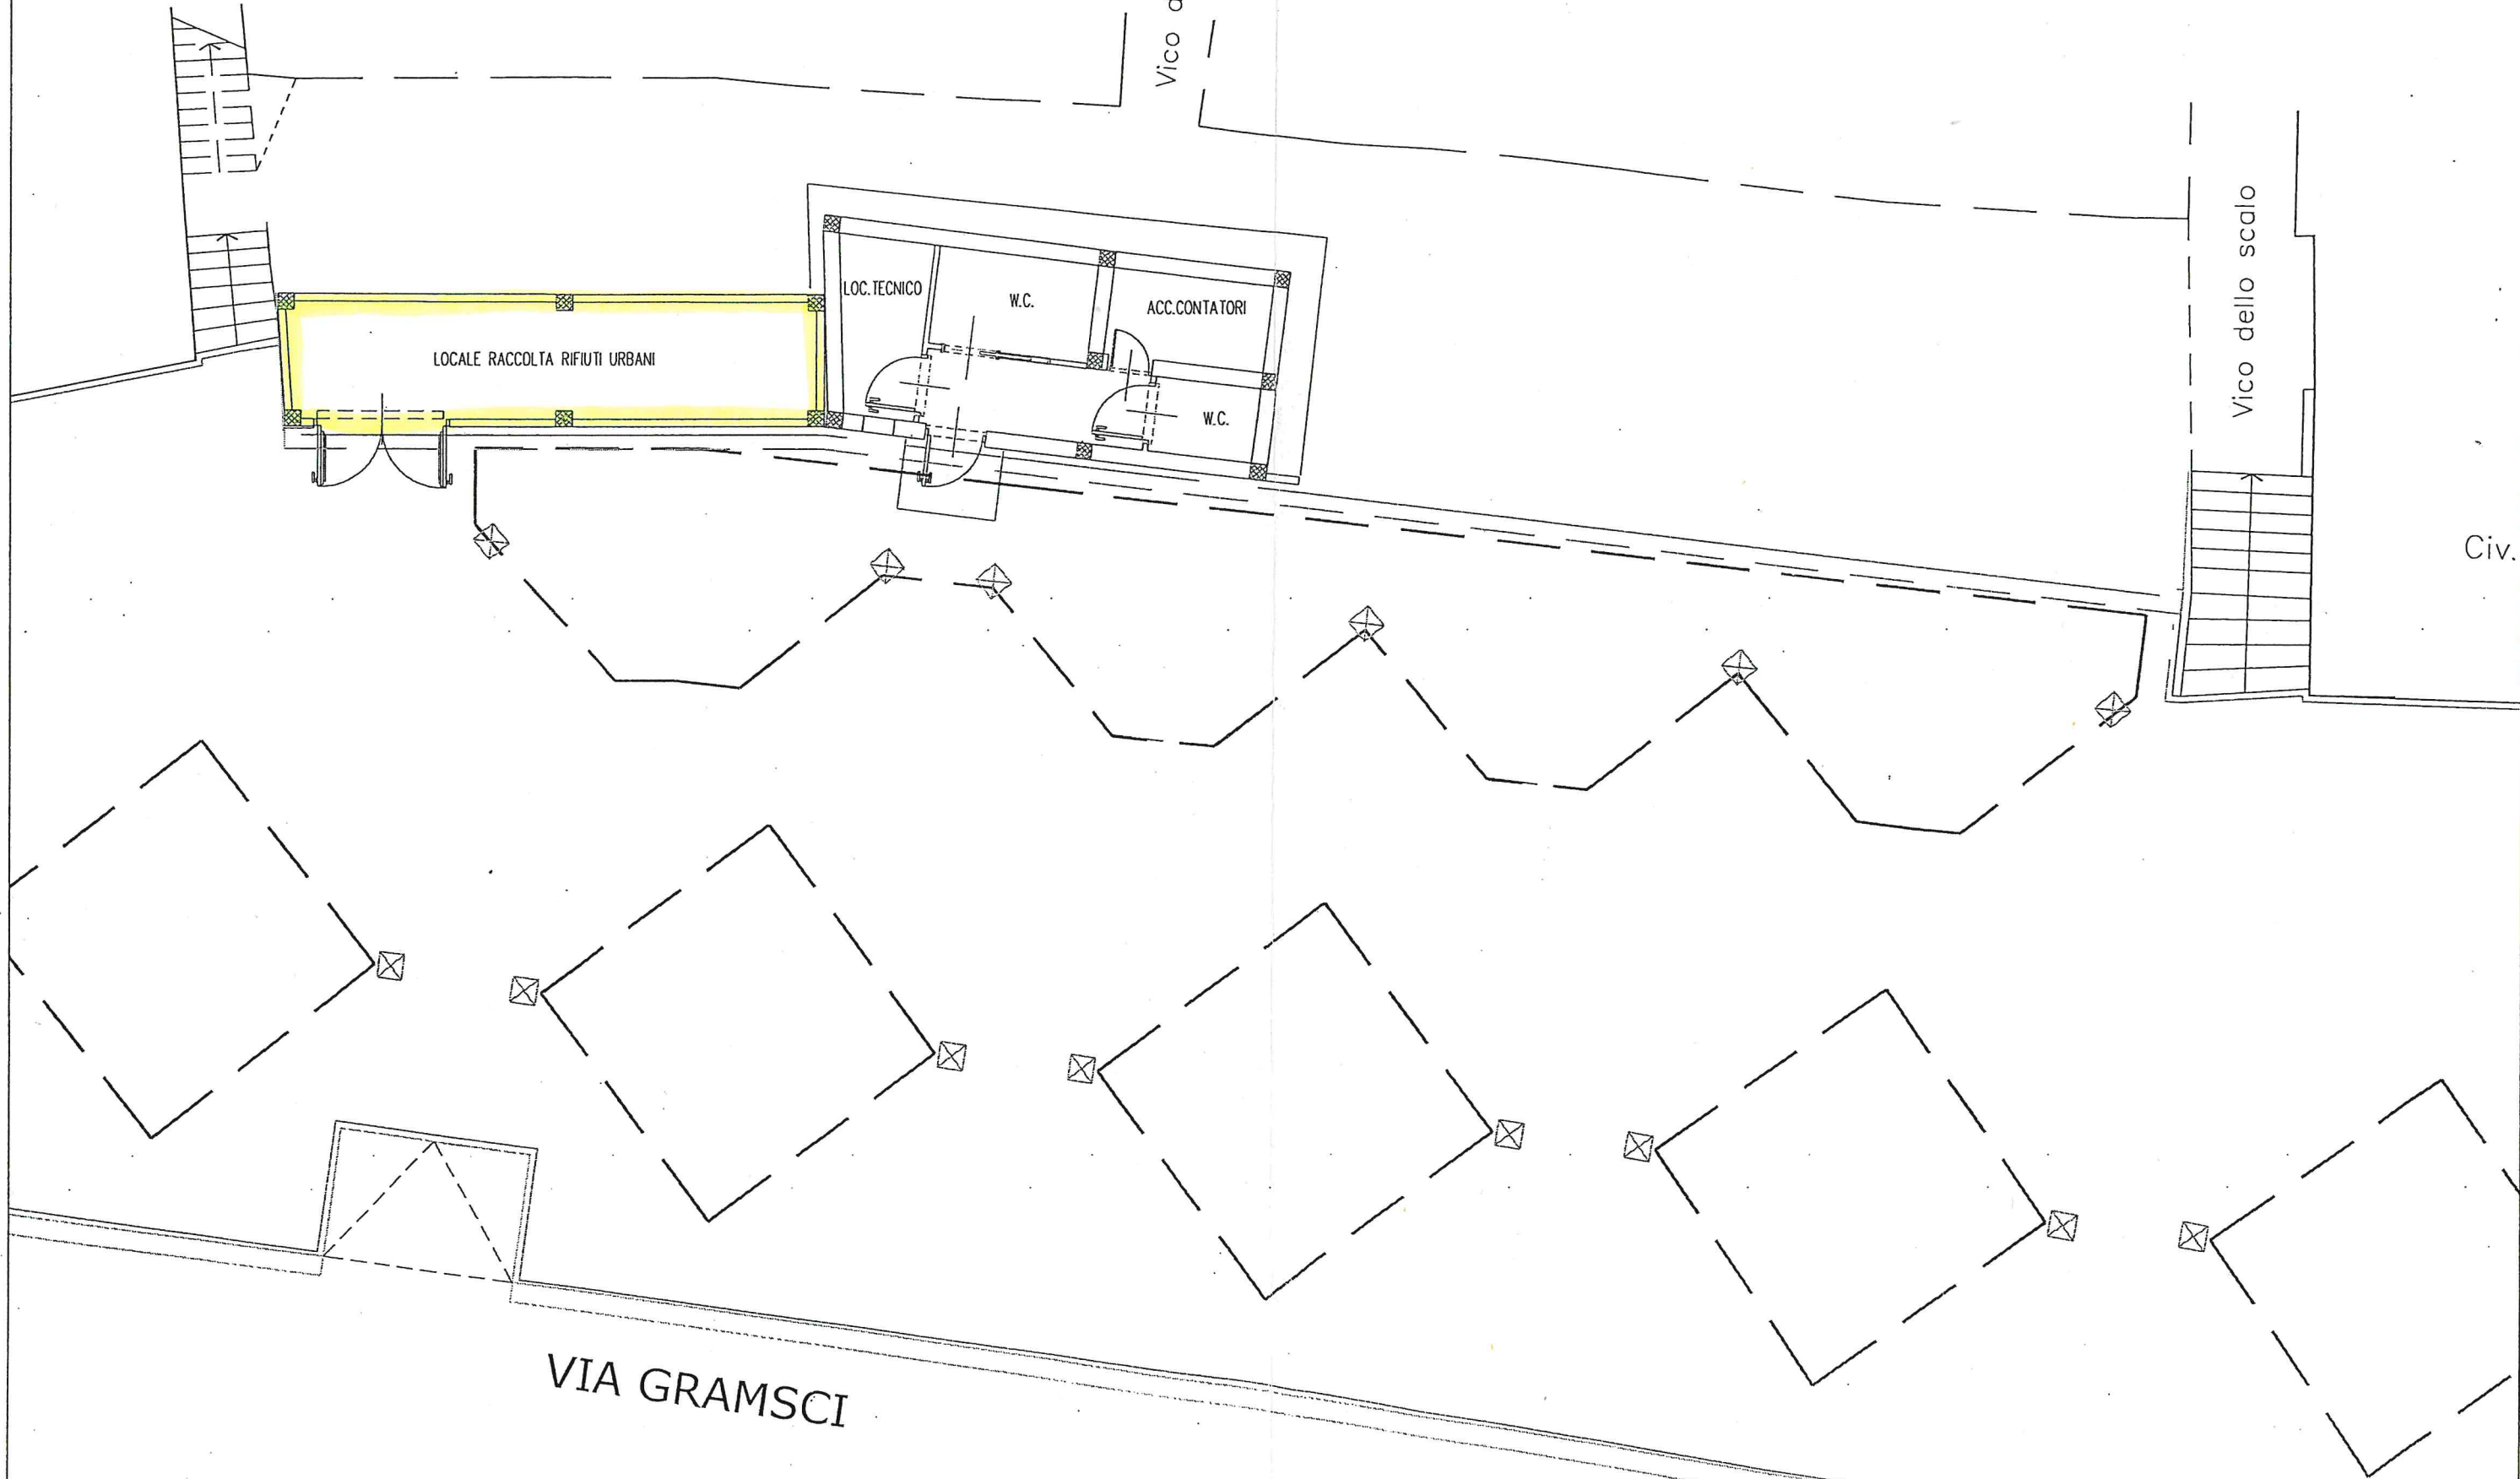 Vico
Vico dello scalo
LOC.TECNICO
W.C.
ACC.CONTATORI
LOCALE RACCOLTA RIFIUTI URBANI
W.C.
Civ.
VIA GRAMSCI